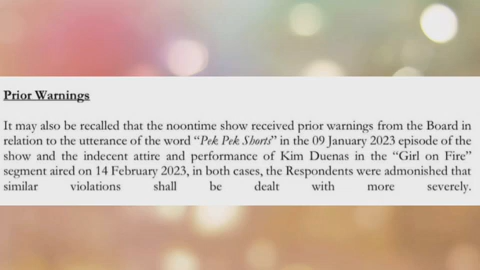 Prior Warnings
It may also be recalled that the noontime show received prior warnings from the Board in
relation to the utterance of the word “Pek Pek Shorts” in the 09 January 2023 episode of the
show and the indecent attire and performance of Kim Duenas in the “Girl on Fire”
segment aired on 14 February 2023, in both cases, the Respondents were admonished that
similar violations shall be dealt with more severely.